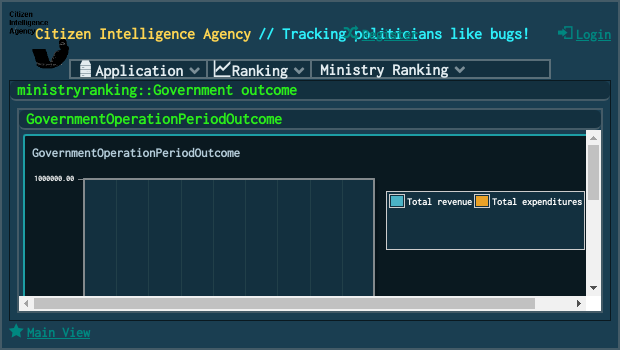 Citizen
Intelligence
Agency
Citizen Intelligence Agency // Tracking politicians like bugs!
Register
Login
Application
Ranking
Ministry Ranking
ministryranking::Government outcome
GovernmentOperationPeriodOutcome
GovernmentOperationPeriodOutcome
1000000.00
Total revenue
Total expenditures
Main View